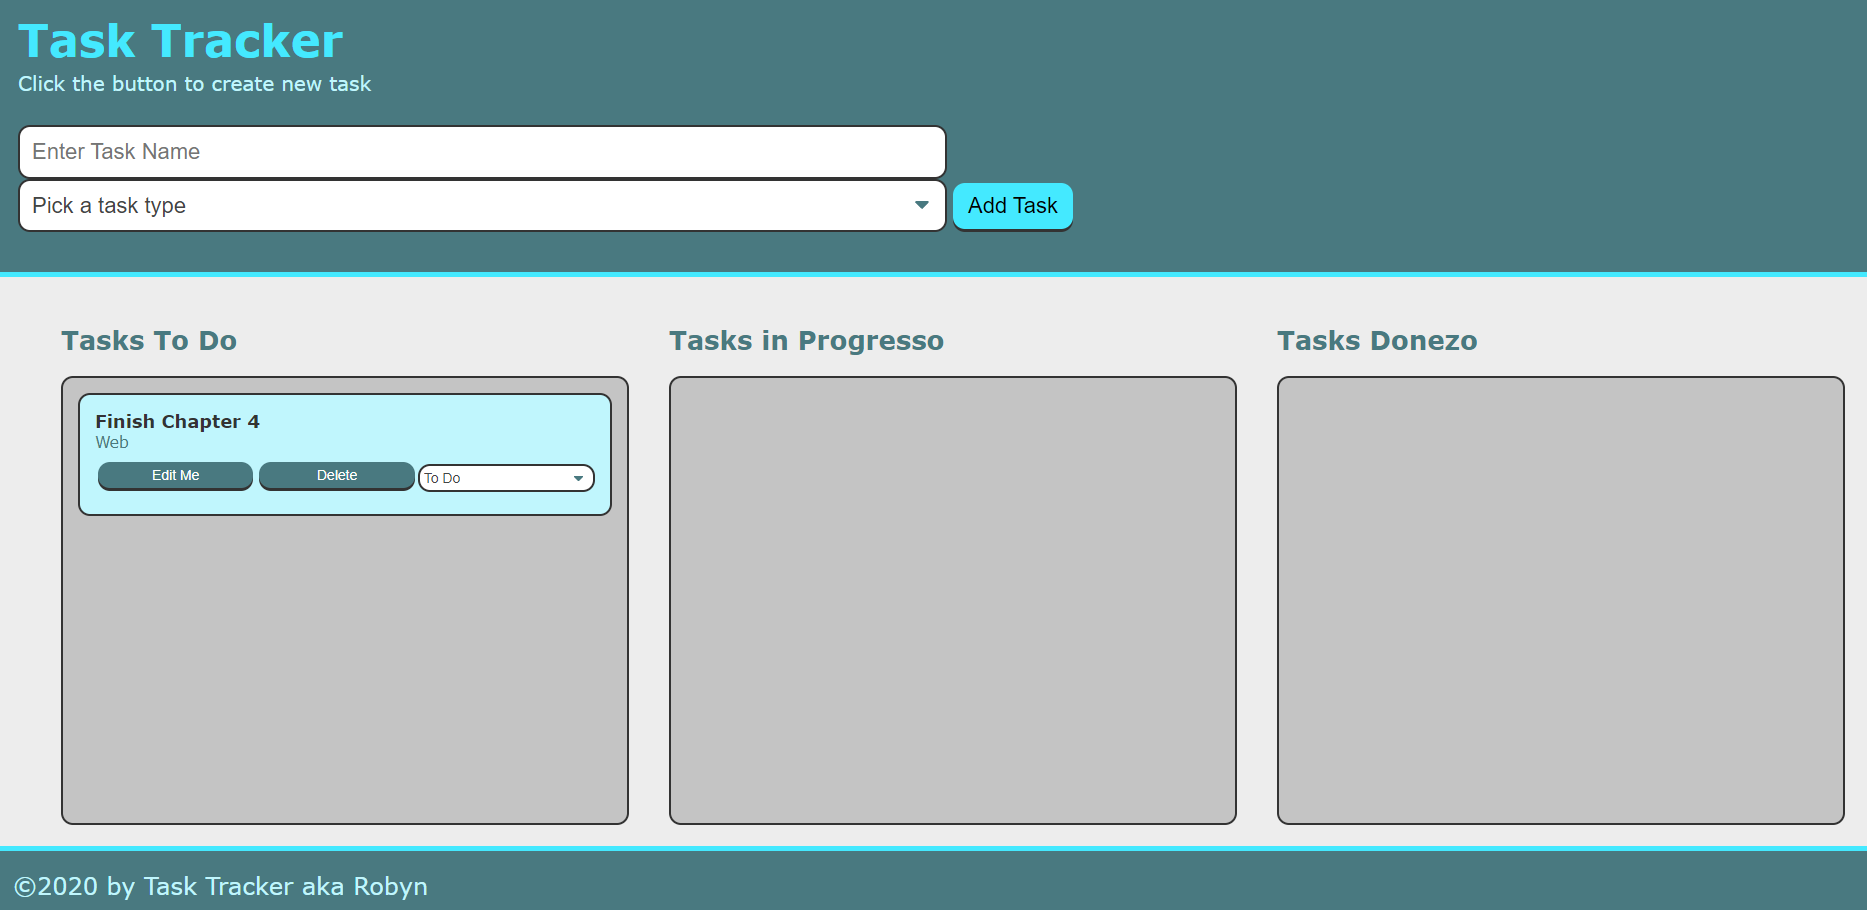 Task Tracker
Click the button to create new task
Enter Task Name
Pick a task type
Add Task
Tasks To Do
Tasks in Progresso
Tasks Donezo
Finish Chapter 4
Web
Edit Me
Delete
To Do
©2020 by Task Tracker aka Robyn